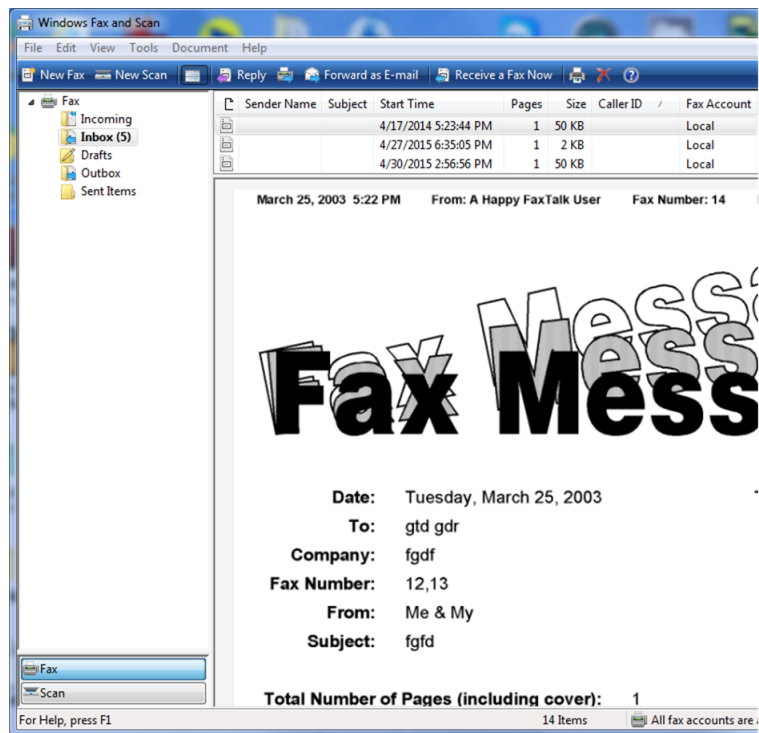 Windows Fax and Scan
File Edit View Tools Document Help
New Fax New Scan Reply Forward as E-mail Receive a Fax Now
Fax
Incoming
Inbox (5)
Drafts
Outbox
Sent Items
Sender Name Subject Start Time Pages Size Caller ID Fax Account
4/17/2014 5:23:44 PM 1 50 KB Local
4/27/2015 6:35:05 PM 1 2 KB Local
4/30/2015 2:56:56 PM 1 50 KB Local
March 25, 2003 5:22 PM From: A Happy FaxTalk User Fax Number: 14
Fax Mess
Date: Tuesday, March 25, 2003
To: gtd gdr
Company: fgdf
Fax Number: 12,13
From: Me & My
Subject: fgfd
Total Number of Pages (including cover): 1
Fax
Scan
For Help, press F1 14 Items All fax accounts are